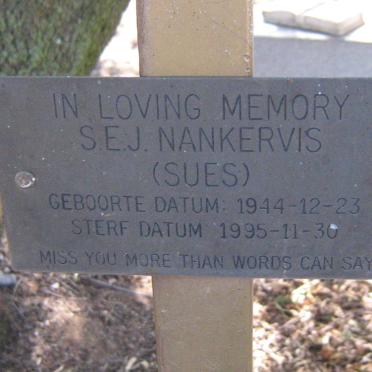 IN LOVING MEMORY
S.E.J. NANKERVIS
(SUES)
GEBOORTE DATUM: 1944-12-23
STERF DATUM 1995-11-30
MISS YOU MORE THAN WORDS CAN SAY